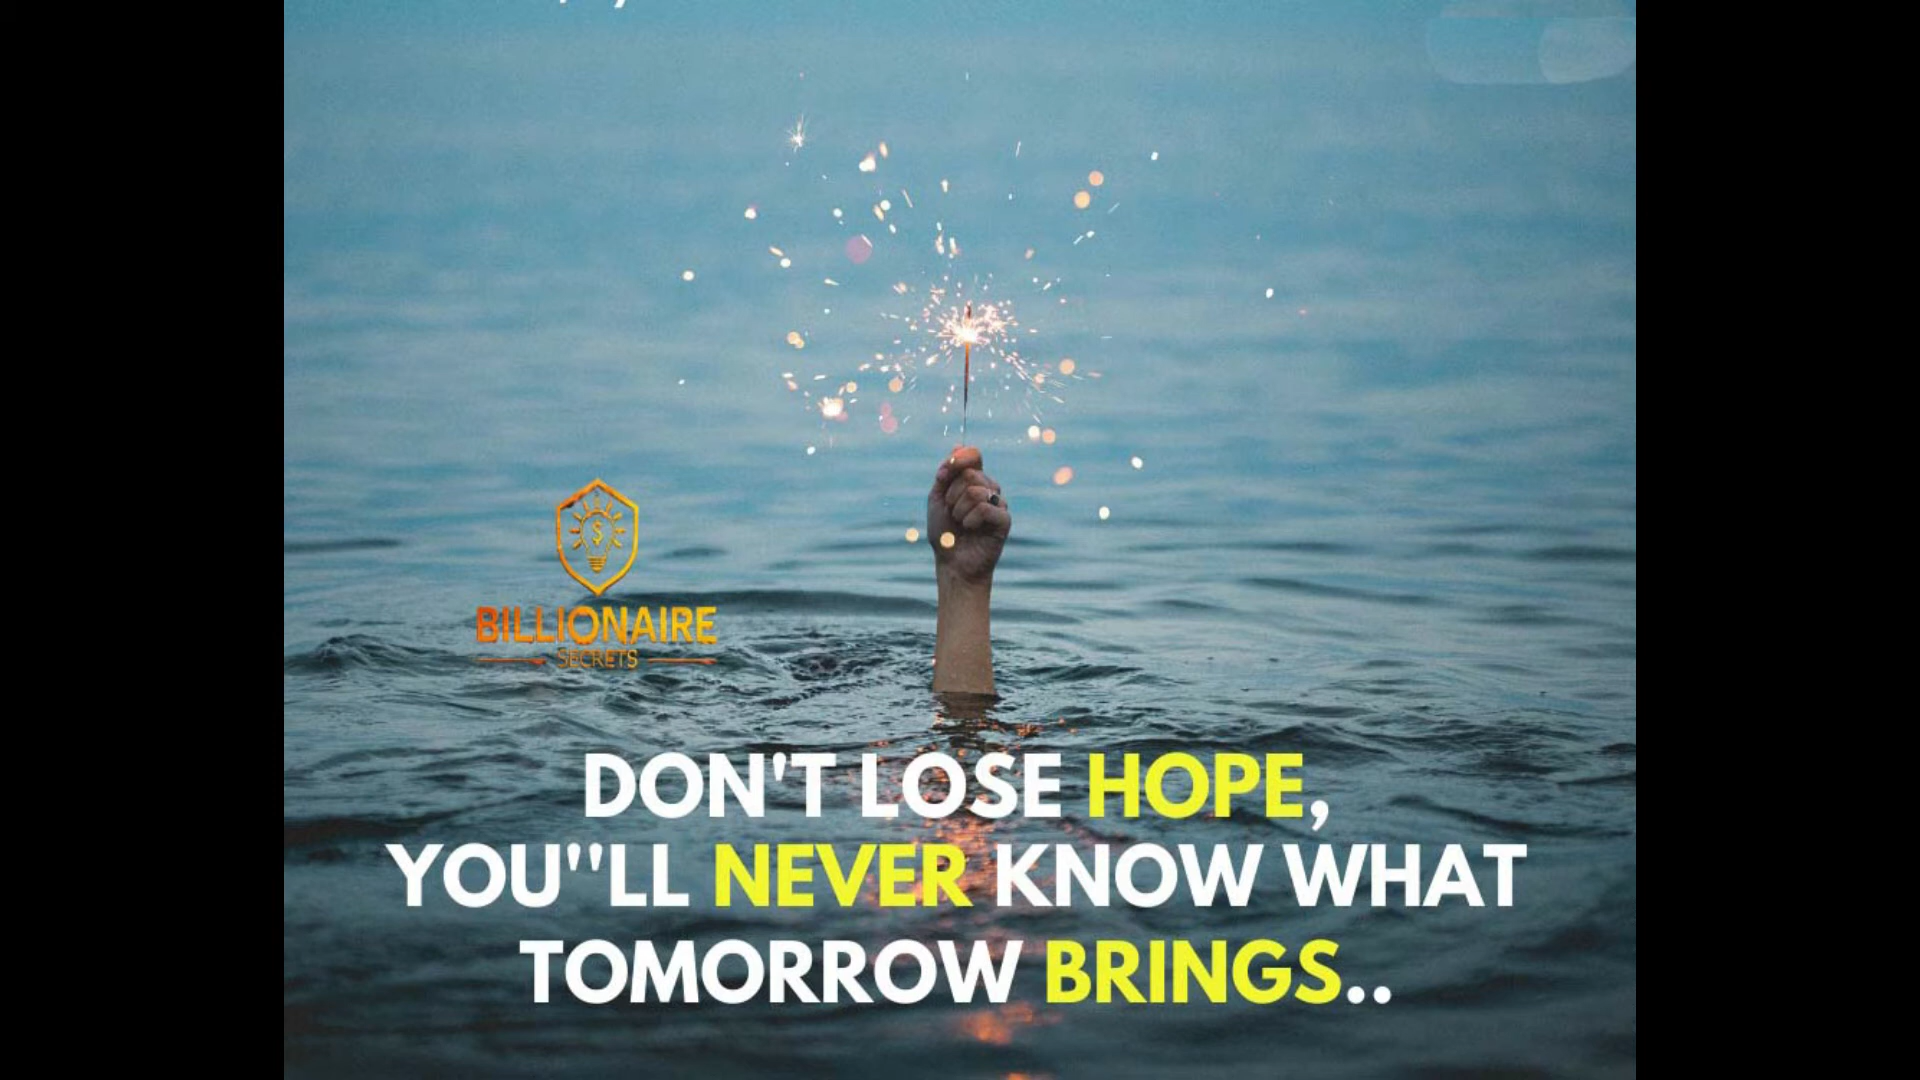 BILLIONAIRE
SECRETS
DON'T LOSE HOPE,
YOU''LL NEVER KNOW WHAT
TOMORROW BRINGS..